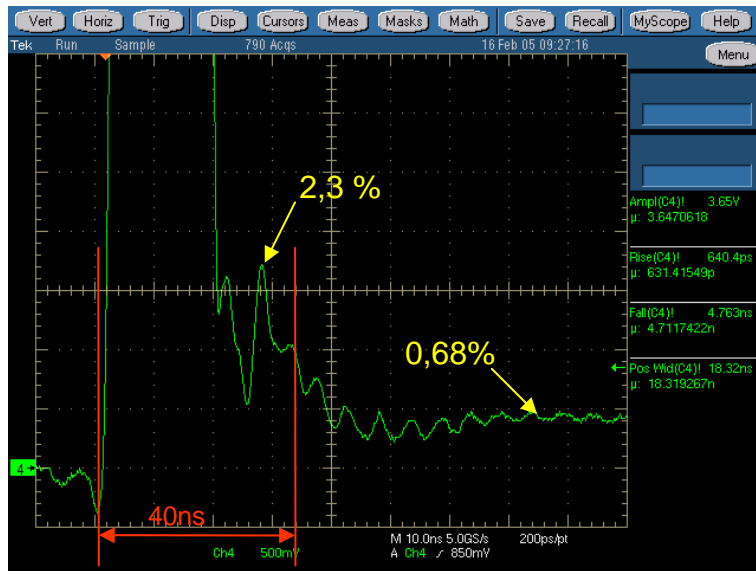 Vert Horiz Trig Disp Cursors Meas Masks Math Save Recall MyScope Help
Tek Run Sample 790 Acqs 16 Feb 05 09:27:16
Menu
2,3 %
Ampl(C4)! 3.65V
µ: 3.6470618
Rise(C4)! 640.4ps
µ: 631.41549p
Fall(C4)! 4.763ns
µ: 4.7117422n
0,68%
Pos Wid(C4)! 18.32ns
µ: 18.319267n
4
40ns
Ch4 500mV
M 10.0ns 5.0GS/s 200ps/pt
A Ch4 850mV